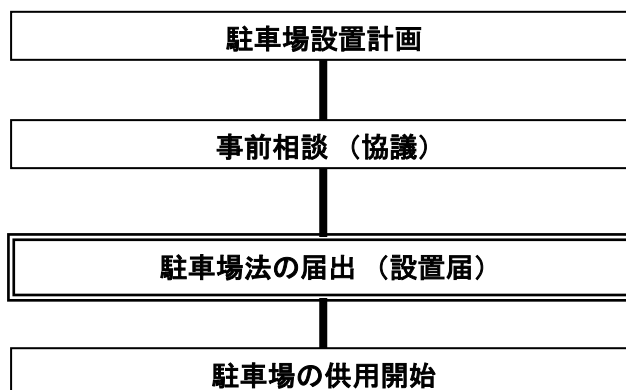 駐車場設置計画
事前相談 （協議）
駐車場法の届出 （設置届）
駐車場の供用開始